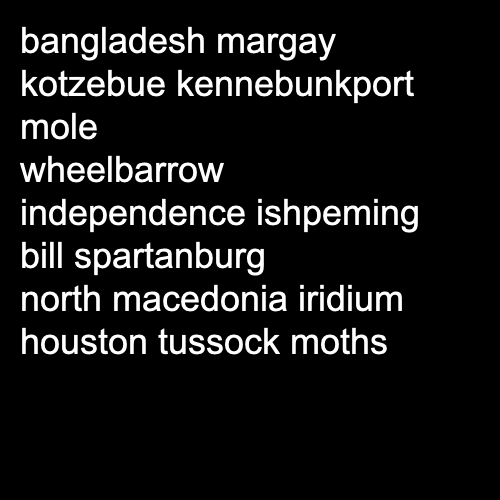 bangladesh margay
kotzebue kennebunkport
mole
wheelbarrow
independence ishpeming
bill spartanburg
north macedonia iridium
houston tussock moths